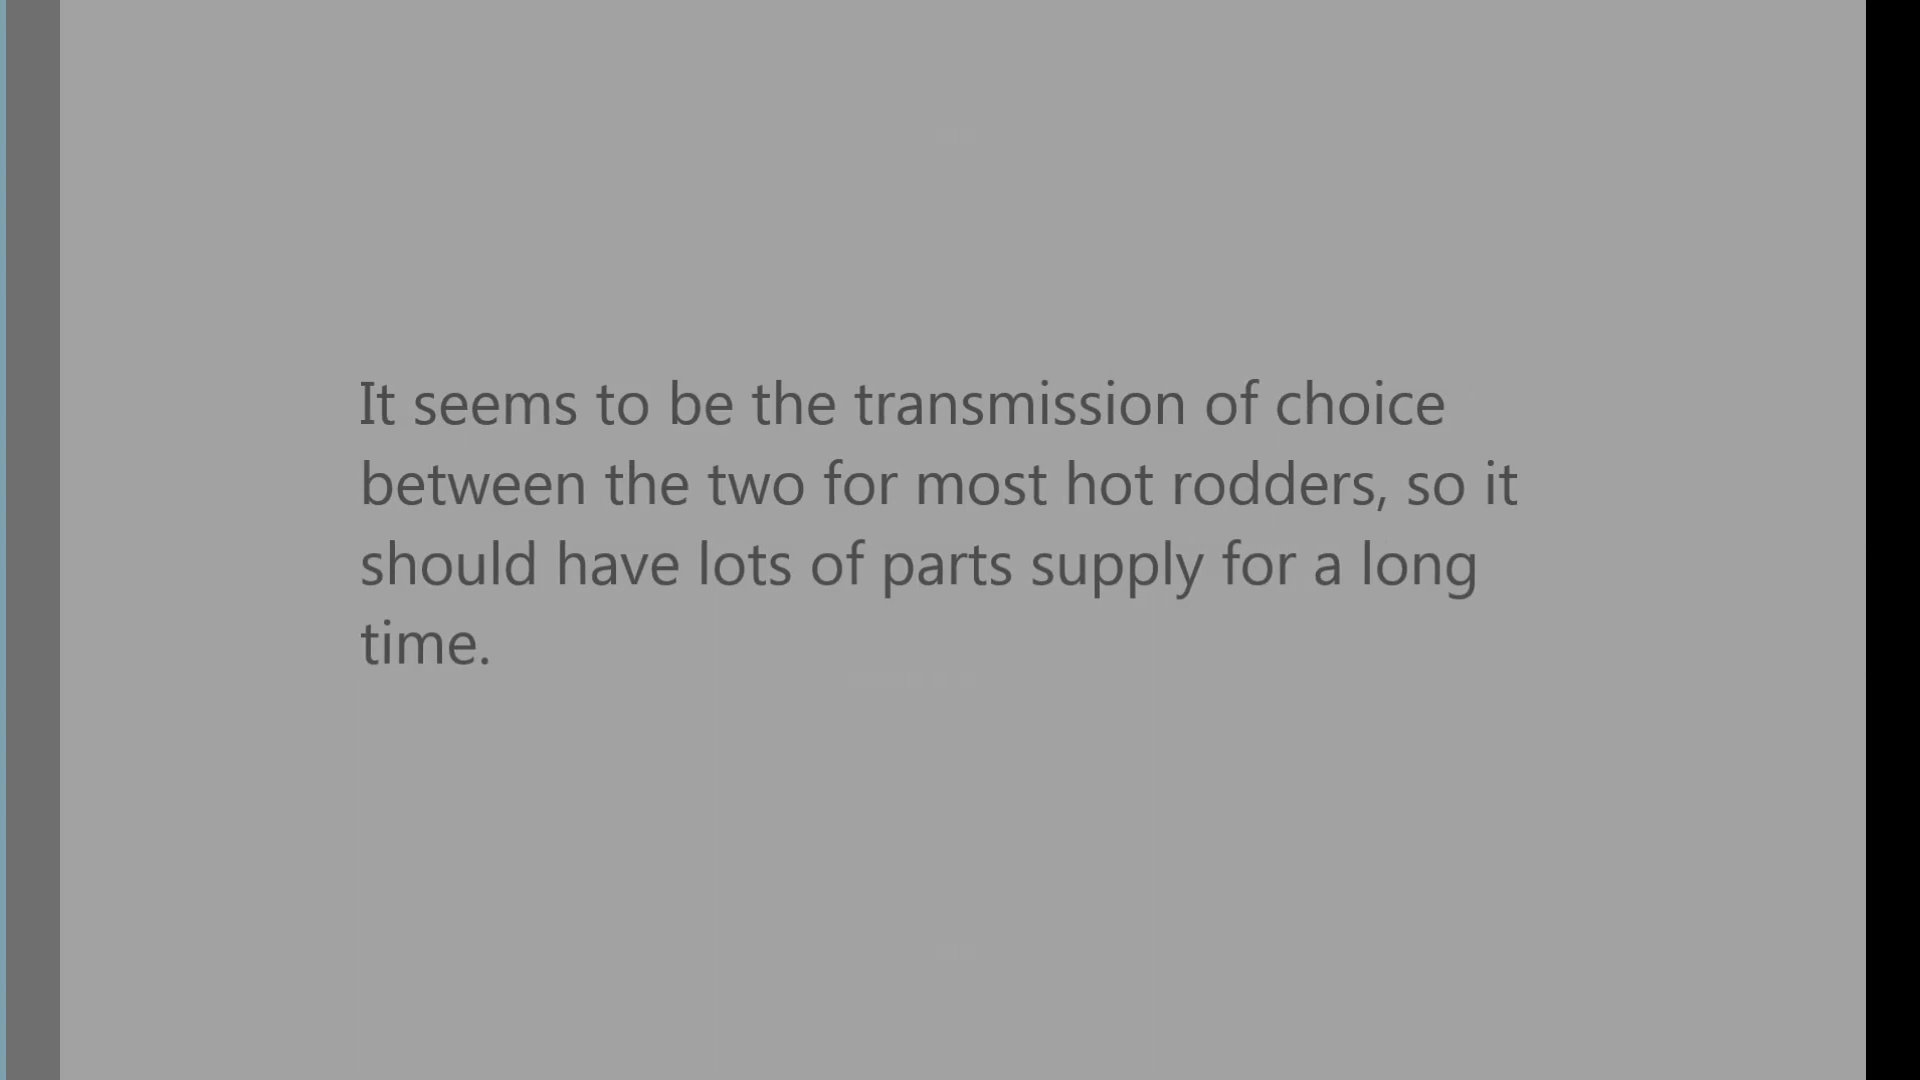 It seems to be the transmission of choice
between the two for most hot rodders, so it
should have lots of parts supply for a long
time.